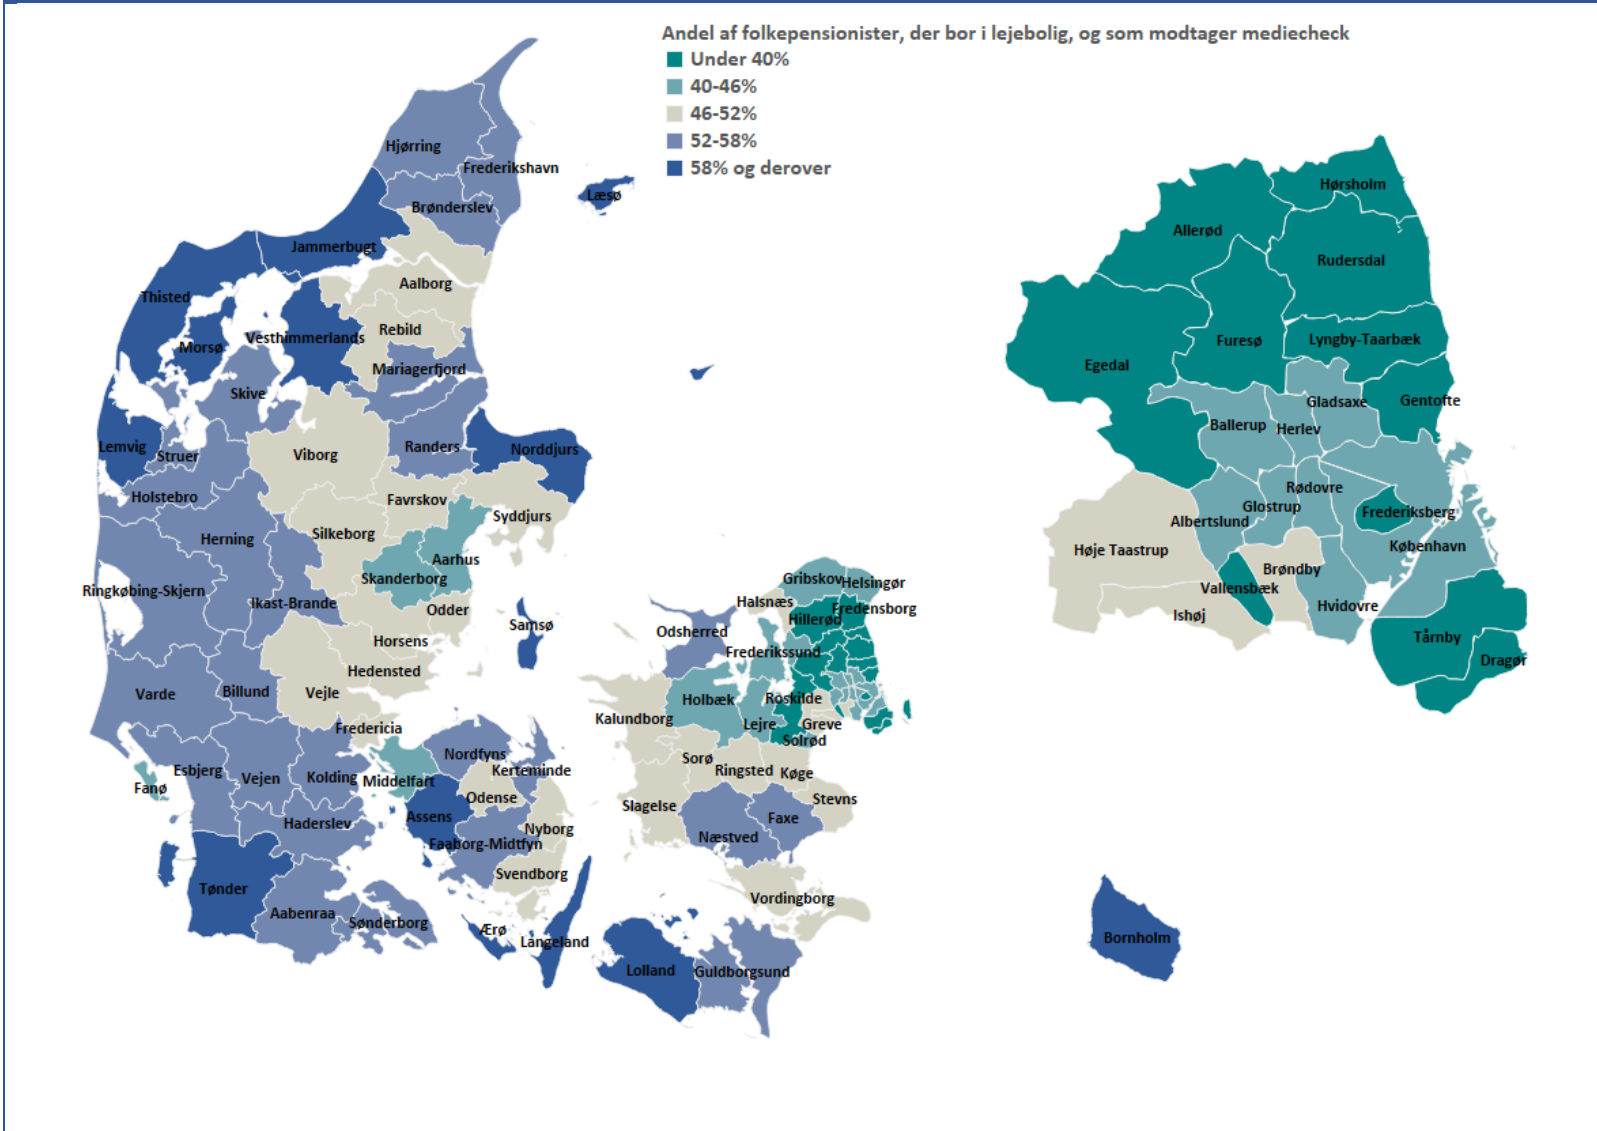 Andel af folkepensionister, der bor i lejebolig, og som modtager mediecheck
Under 40%
40-46%
46-52%
52-58%
58% og derover
Hjørring
Frederikshavn
Læsø
Brønderslev
Jammerbugt
Aalborg
Thisted
Rebild
Vesthimmerlands
Morsø
Mariagerfjord
Skive
Lemvig
Struer
Viborg
Randers
Norddjurs
Holstebro
Favrskov
Syddjurs
Herning
Silkeborg
Aarhus
Skanderborg
Ringkøbing-Skjern
Ikast-Brande
Odder
Samsø
Horsens
Hedensted
Varde
Billund
Vejle
Fredericia
Esbjerg
Vejen
Kolding
Middelfart
Fanø
Nordfyns
Kerteminde
Odense
Haderslev
Assens
Nyborg
Faaborg-Midtfyn
Svendborg
Tønder
Aabenraa
Sønderborg
Ærø
Langeland
Gribskov
Helsingør
Halsnæs
Fredensborg
Hillerød
Odsherred
Frederikssund
Holbæk
Roskilde
Kalundborg
Lejre
Greve
Solrød
Sorø
Ringsted
Køge
Slagelse
Stevns
Faxe
Næstved
Vordingborg
Lolland
Guldborgsund
Hørsholm
Allerød
Rudersdal
Furesø
Lyngby-Taarbæk
Egedal
Gladsaxe
Gentofte
Ballerup
Herlev
Rødovre
Glostrup
Frederiksberg
Albertslund
København
Høje Taastrup
Brøndby
Vallensbæk
Hvidovre
Ishøj
Tårnby
Dragør
Bornholm